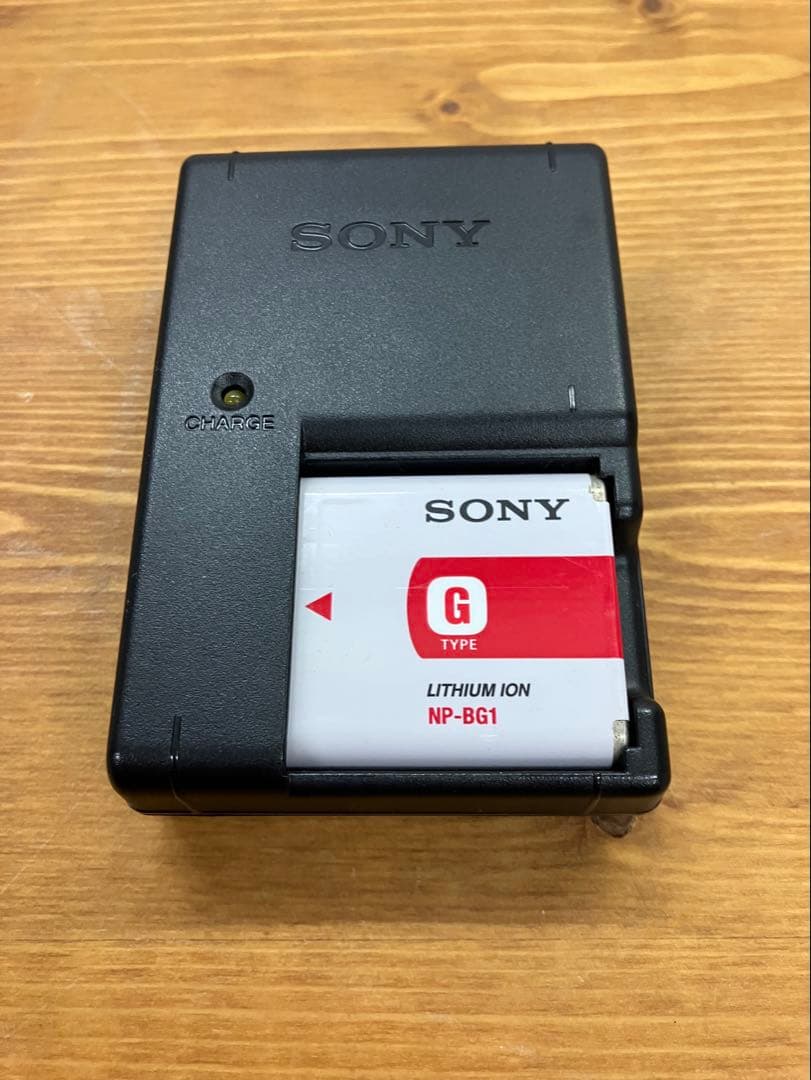 SONY
CHARGE
SONY
G
TYPE
LITHIUM ION
NP-BG1